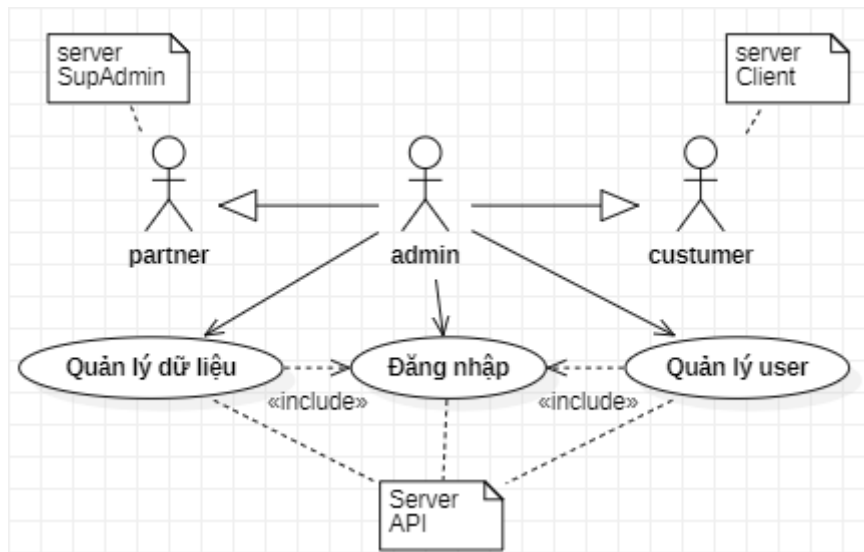 server
SupAdmin
server
Client
partner
admin
custumer
Quản lý dữ liệu
Đăng nhập
Quản lý user
«include»
«include»
Server
API